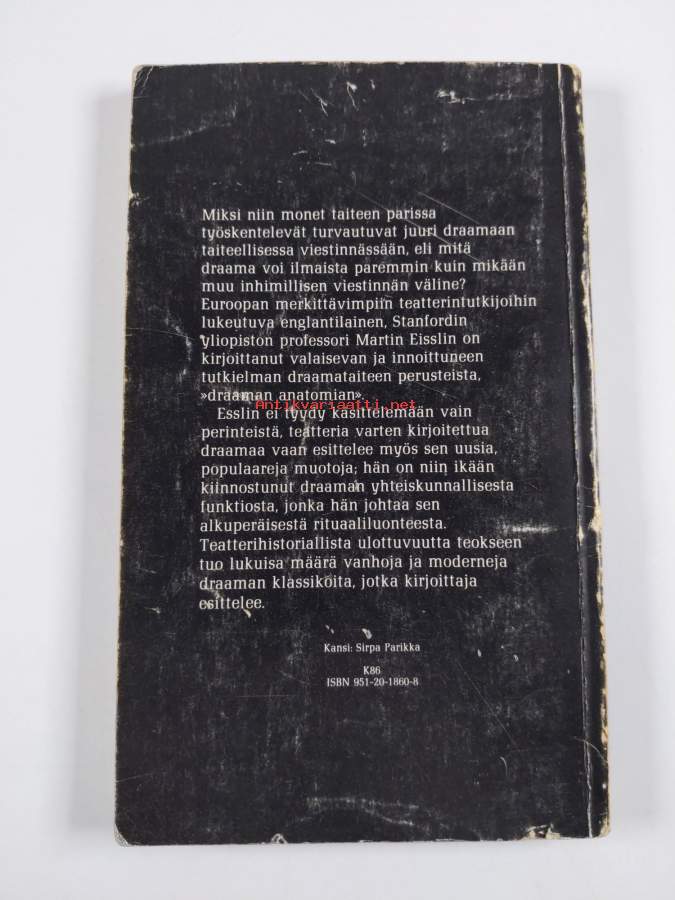 Miksi niin monet taiteen parissa
työskentelevät turvautuvat juuri draamaan
taiteellisessa viestinnässään, eli mitä
draama voi ilmaista paremmin kuin mikään
muu inhimillisen viestinnän väline?
Euroopan merkittävimpiin teatterintutkijoihin
lukeutuva englantilainen, Stanfordin
yliopiston professori Martin Eisslin on
kirjoittanut valaisevan ja innoittuneen
tutkielman draamataiteen perusteista,
»draaman anatomian».
Antikvariaatti.net
Esslin ei tyydy käsittelemään vain
perinteistä, teatteria varten kirjoitettua
draamaa vaan esittelee myös sen uusia,
populaareja muotoja; hän on niin ikään
kiinnostunut draaman yhteiskunnallisesta
funktiosta, jonka hän johtaa sen
alkuperäisestä rituaaliluonteesta.
Teatterihistoriallista ulottuvuutta teokseen
tuo lukuisa määrä vanhoja ja moderneja
draaman klassikoita, jotka kirjoittaja
esittelee.
Kansi: Sirpa Parikka
K86
ISBN 951-20-1860-8